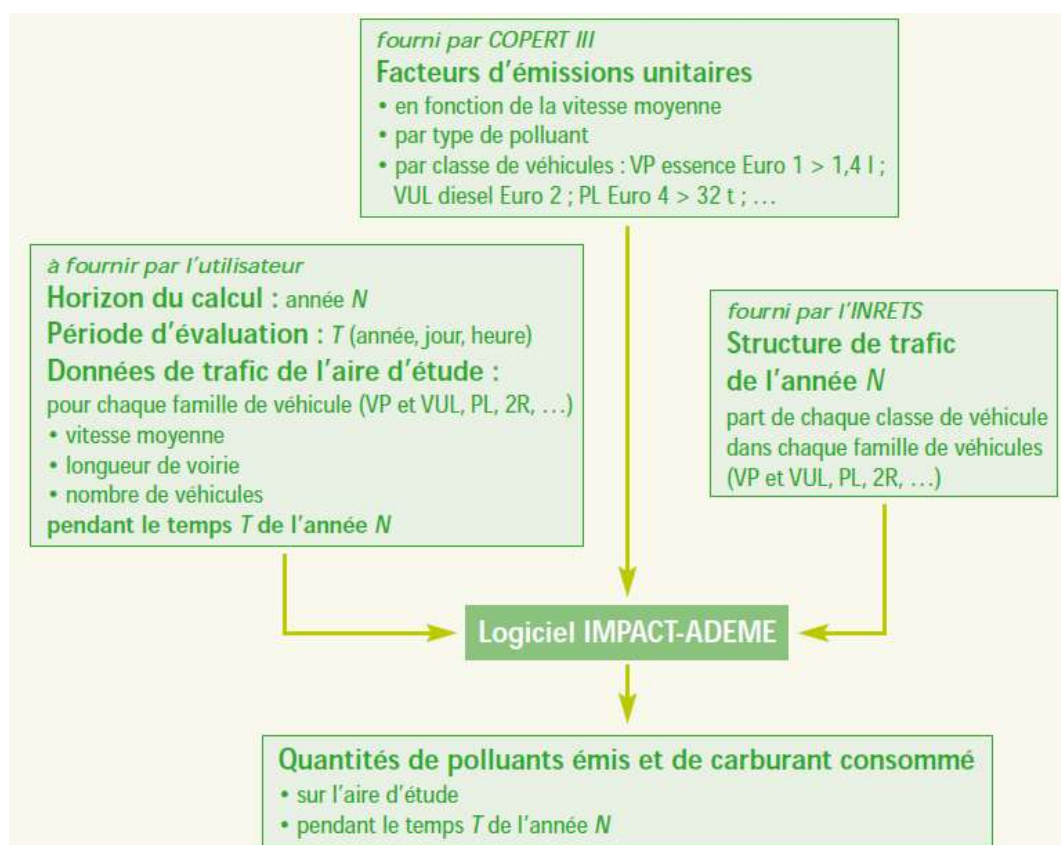 fourni par COPERT III
Facteurs d'émissions unitaires
• en fonction de la vitesse moyenne
• par type de polluant
• par classe de véhicules : VP essence Euro 1 > 1,4 l ;
VUL diesel Euro 2 ; PL Euro 4 > 32 t ; …
à fournir par l'utilisateur
Horizon du calcul : année N
Période d'évaluation : T (année, jour, heure)
Données de trafic de l'aire d'étude :
pour chaque famille de véhicule (VP et VUL, PL, 2R, …)
• vitesse moyenne
• longueur de voirie
• nombre de véhicules
pendant le temps T de l'année N
fourni par l'INRETS
Structure de trafic
de l'année N
part de chaque classe de véhicule
dans chaque famille de véhicules
(VP et VUL, PL, 2R, …)
Logiciel IMPACT-ADEME
Quantités de polluants émis et de carburant consommé
• sur l'aire d'étude
• pendant le temps T de l'année N